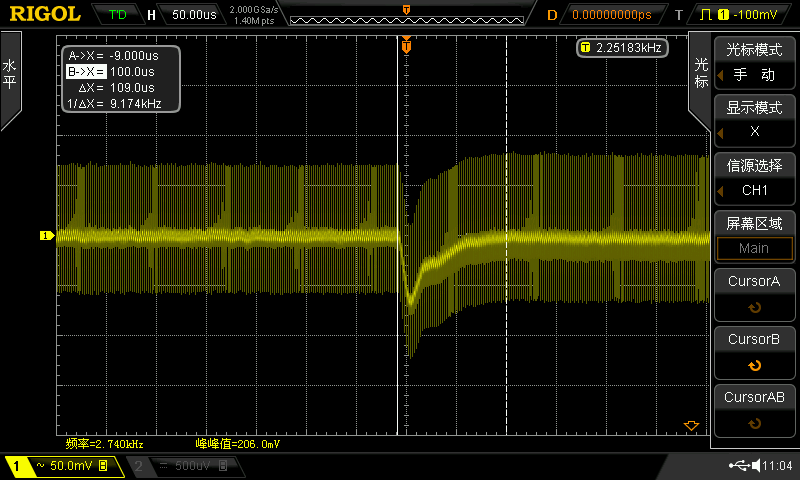 RIGOL T'D H 50.00us 2.000GSa/s 1.40M pts D 0.00000000ps T 1 -100mV
T
水平
A->X= -9.000us
B->X= 100.0us
ΔX= 109.0us
1/ΔX= 9.174kHz
T
T 2.25183kHz
光标
光标模式
手 动
显示模式
X
信源选择
CH1
屏幕区域
Main
CursorA
CursorB
CursorAB
1
频率=2.740kHz 峰峰值=206.0mV
1 ~ 50.0mV B 2 = 500uV B
11:04